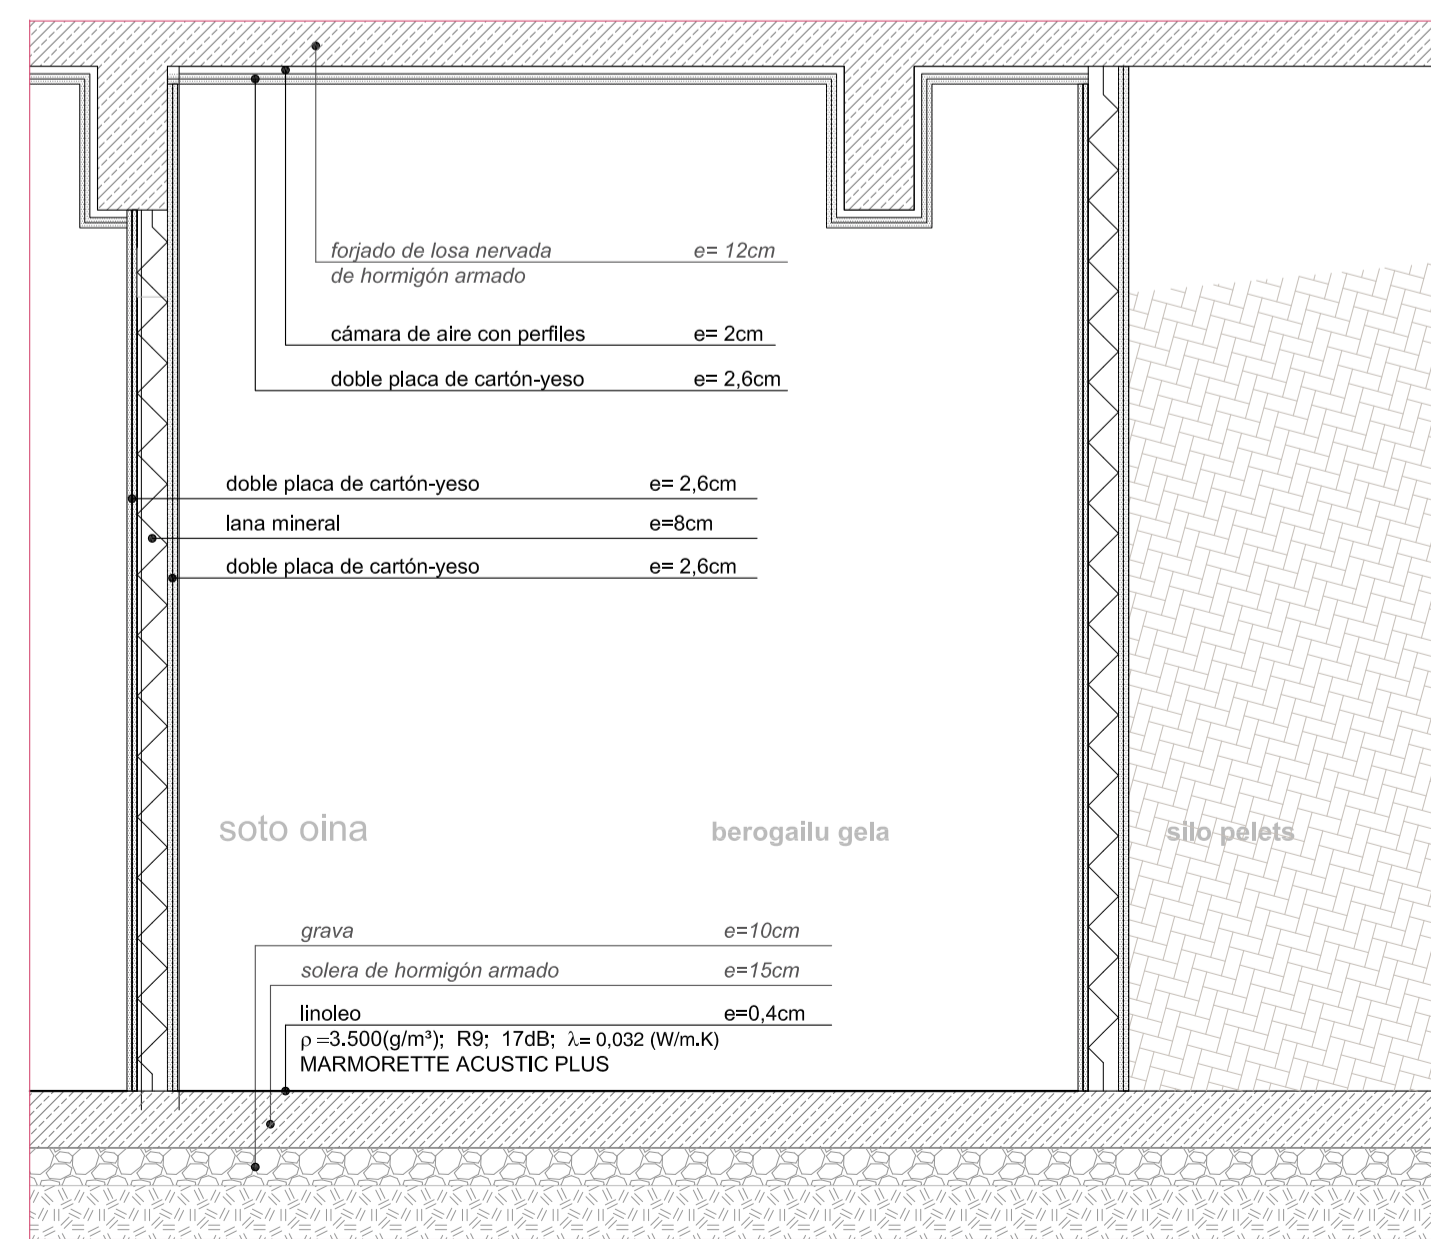 forjado de losa nervada e= 12cm
de hormigón armado
cámara de aire con perfiles e= 2cm
doble placa de cartón-yeso e= 2,6cm
doble placa de cartón-yeso e= 2,6cm
lana mineral e=8cm
doble placa de cartón-yeso e= 2,6cm
soto oina berogailu gela silo pelets
grava e=10cm
solera de hormigón armado e=15cm
linoleo e=0,4cm
ρ =3.500(g/m³); R9; 17dB; λ= 0,032 (W/m.K)
MARMORETTE ACUSTIC PLUS